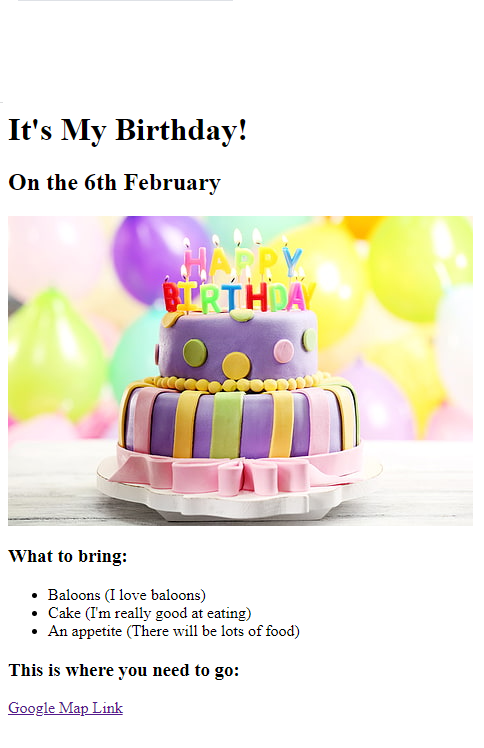 It's My Birthday!
On the 6th February
HAPPY
BIRTHDAY
What to bring:
Baloons (I love baloons)
Cake (I'm really good at eating)
An appetite (There will be lots of food)
This is where you need to go:
Google Map Link